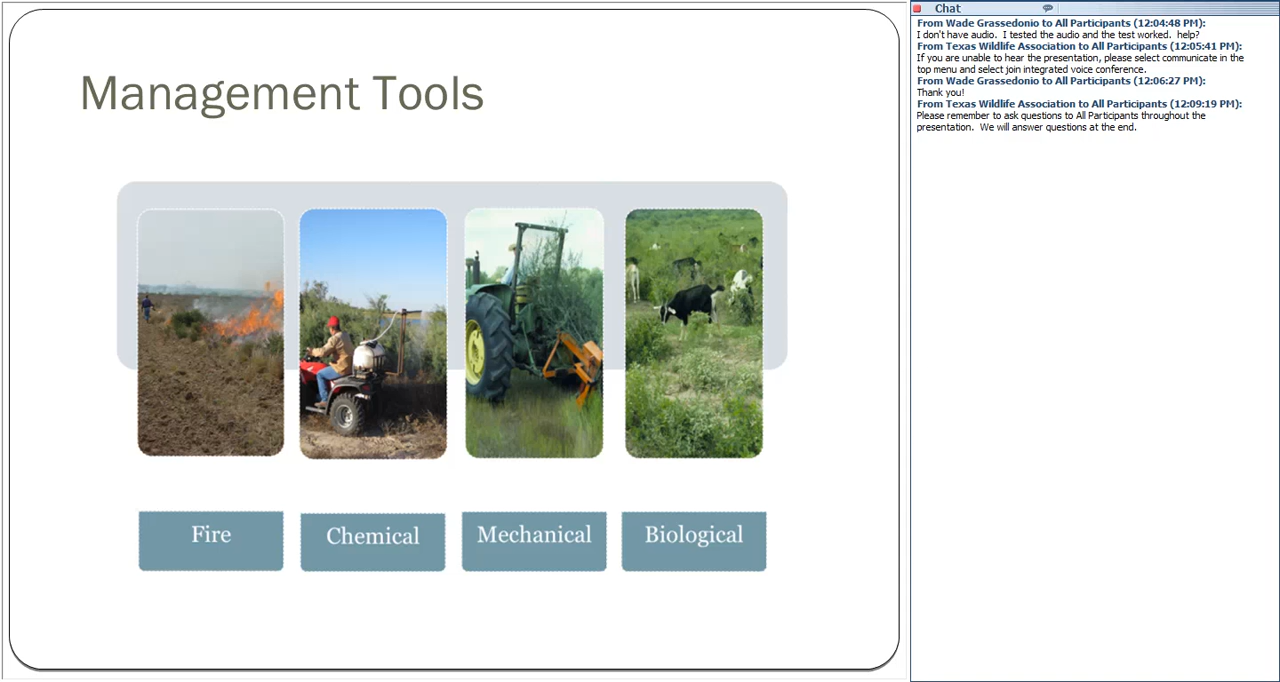 Management Tools
Fire
Chemical
Mechanical
Biological
Chat
From Wade Grassedonio to All Participants (12:04:48 PM):
I don't have audio.  I tested the audio and the test worked.  help?
From Texas Wildlife Association to All Participants (12:05:41 PM):
If you are unable to hear the presentation, please select communicate in the
top menu and select join integrated voice conference.
From Wade Grassedonio to All Participants (12:06:27 PM):
Thank you!
From Texas Wildlife Association to All Participants (12:09:19 PM):
Please remember to ask questions to All Participants throughout the
presentation.  We will answer questions at the end.